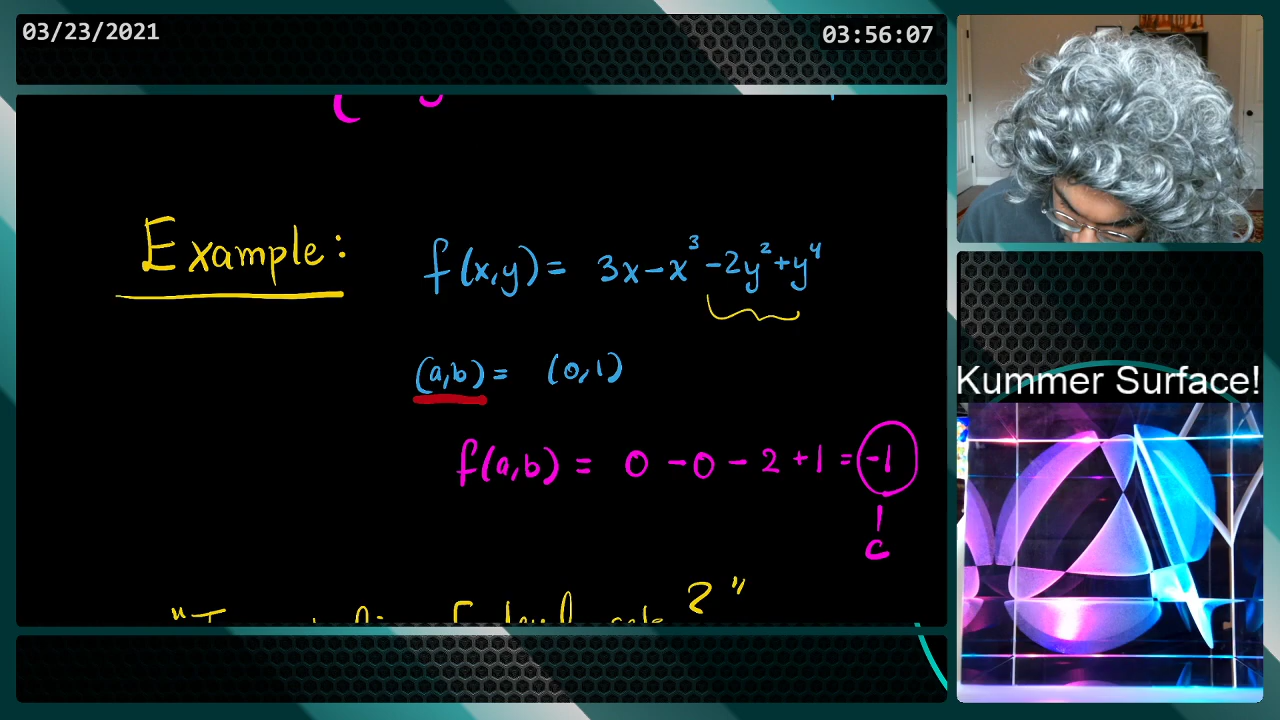 03/23/2021
03:56:07
Example:
f(x,y) = 3x-x³-2y²+y⁴
(a,b) = (0,1)
f(a,b) = 0 - 0 - 2 + 1 = -1
c
Kummer Surface!